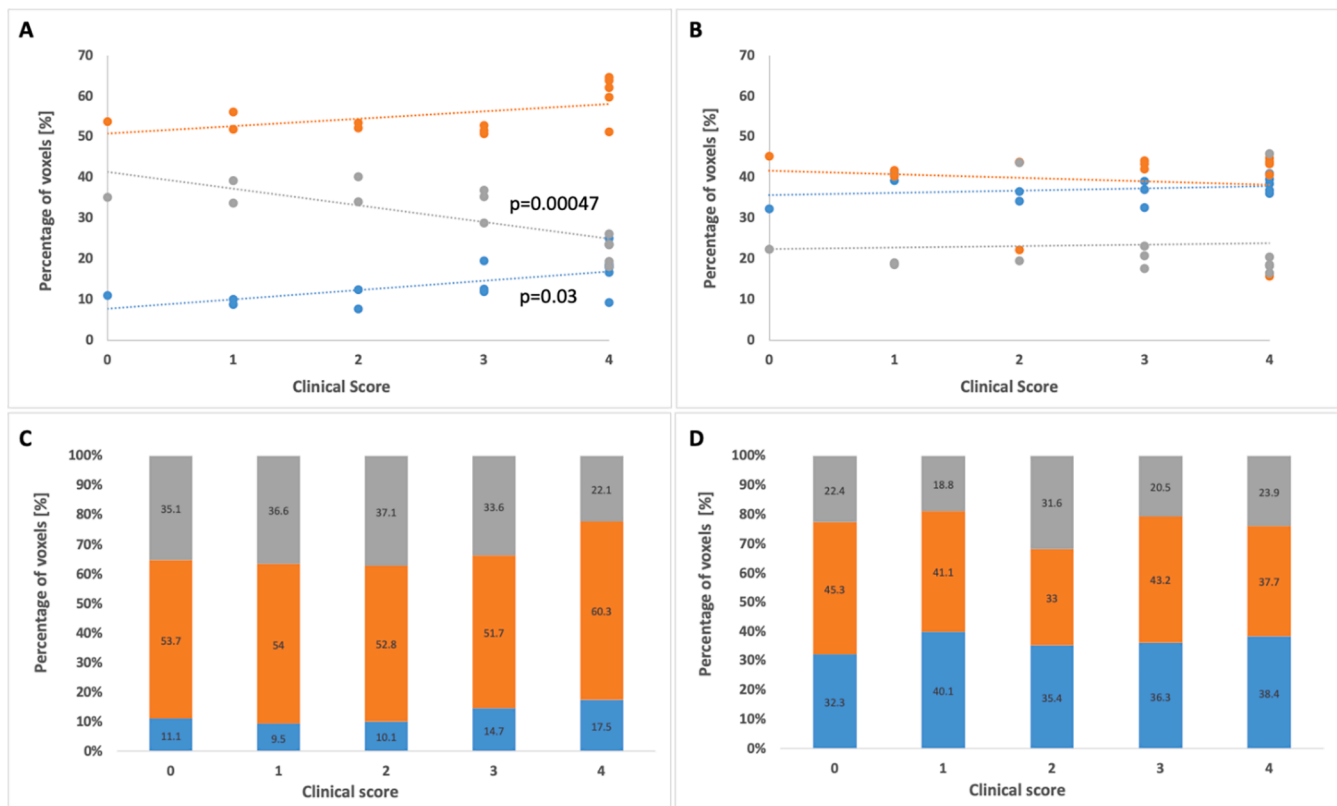 A
70
60
50
40
30
20
10
0
Percentage of voxels [%]
p=0.00047
p=0.03
0 1 2 3 4
Clinical Score
B
70
60
50
40
30
20
10
0
Percentage of voxels [%]
0 1 2 3 4
Clinical Score
C
100%
90%
80%
70%
60%
50%
40%
30%
20%
10%
0%
Percentage of voxels [%]
35.1 36.6 37.1 33.6 22.1
53.7 54 52.8 51.7 60.3
11.1 9.5 10.1 14.7 17.5
0 1 2 3 4
Clinical score
D
100%
90%
80%
70%
60%
50%
40%
30%
20%
10%
0%
Percentage of voxels [%]
22.4 18.8 31.6 20.5 23.9
45.3 41.1 33 43.2 37.7
32.3 40.1 35.4 36.3 38.4
0 1 2 3 4
Clinical score